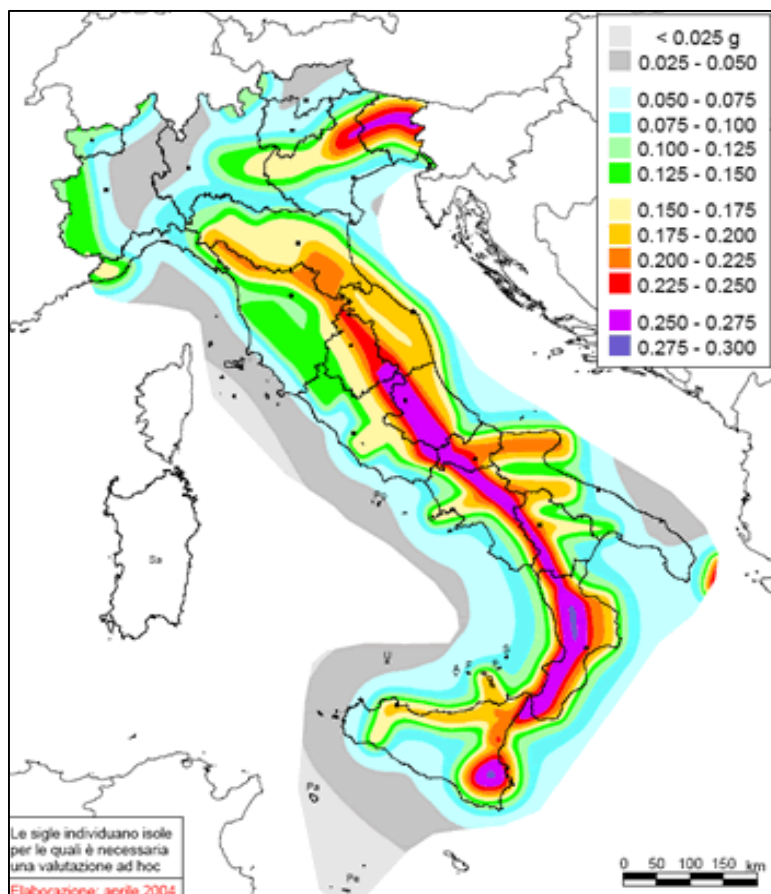 < 0.025 g
0.025 - 0.050
0.050 - 0.075
0.075 - 0.100
0.100 - 0.125
0.125 - 0.150
0.150 - 0.175
0.175 - 0.200
0.200 - 0.225
0.225 - 0.250
0.250 - 0.275
0.275 - 0.300
Sa
U
A
Pa
Pe
Le sigle individuano isole
per le quali è necessaria
una valutazione ad hoc
Elaborazione: aprile 2004
0 50 100 150 km